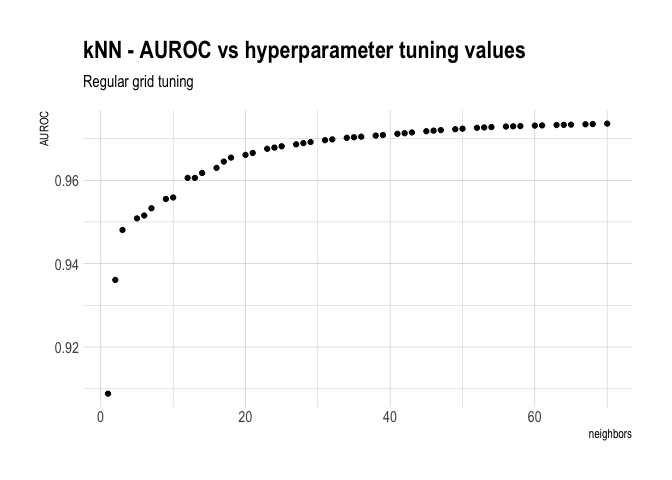 kNN - AUROC vs hyperparameter tuning values
Regular grid tuning
AUROC
0.96
0.94
0.92
0 20 40 60
neighbors